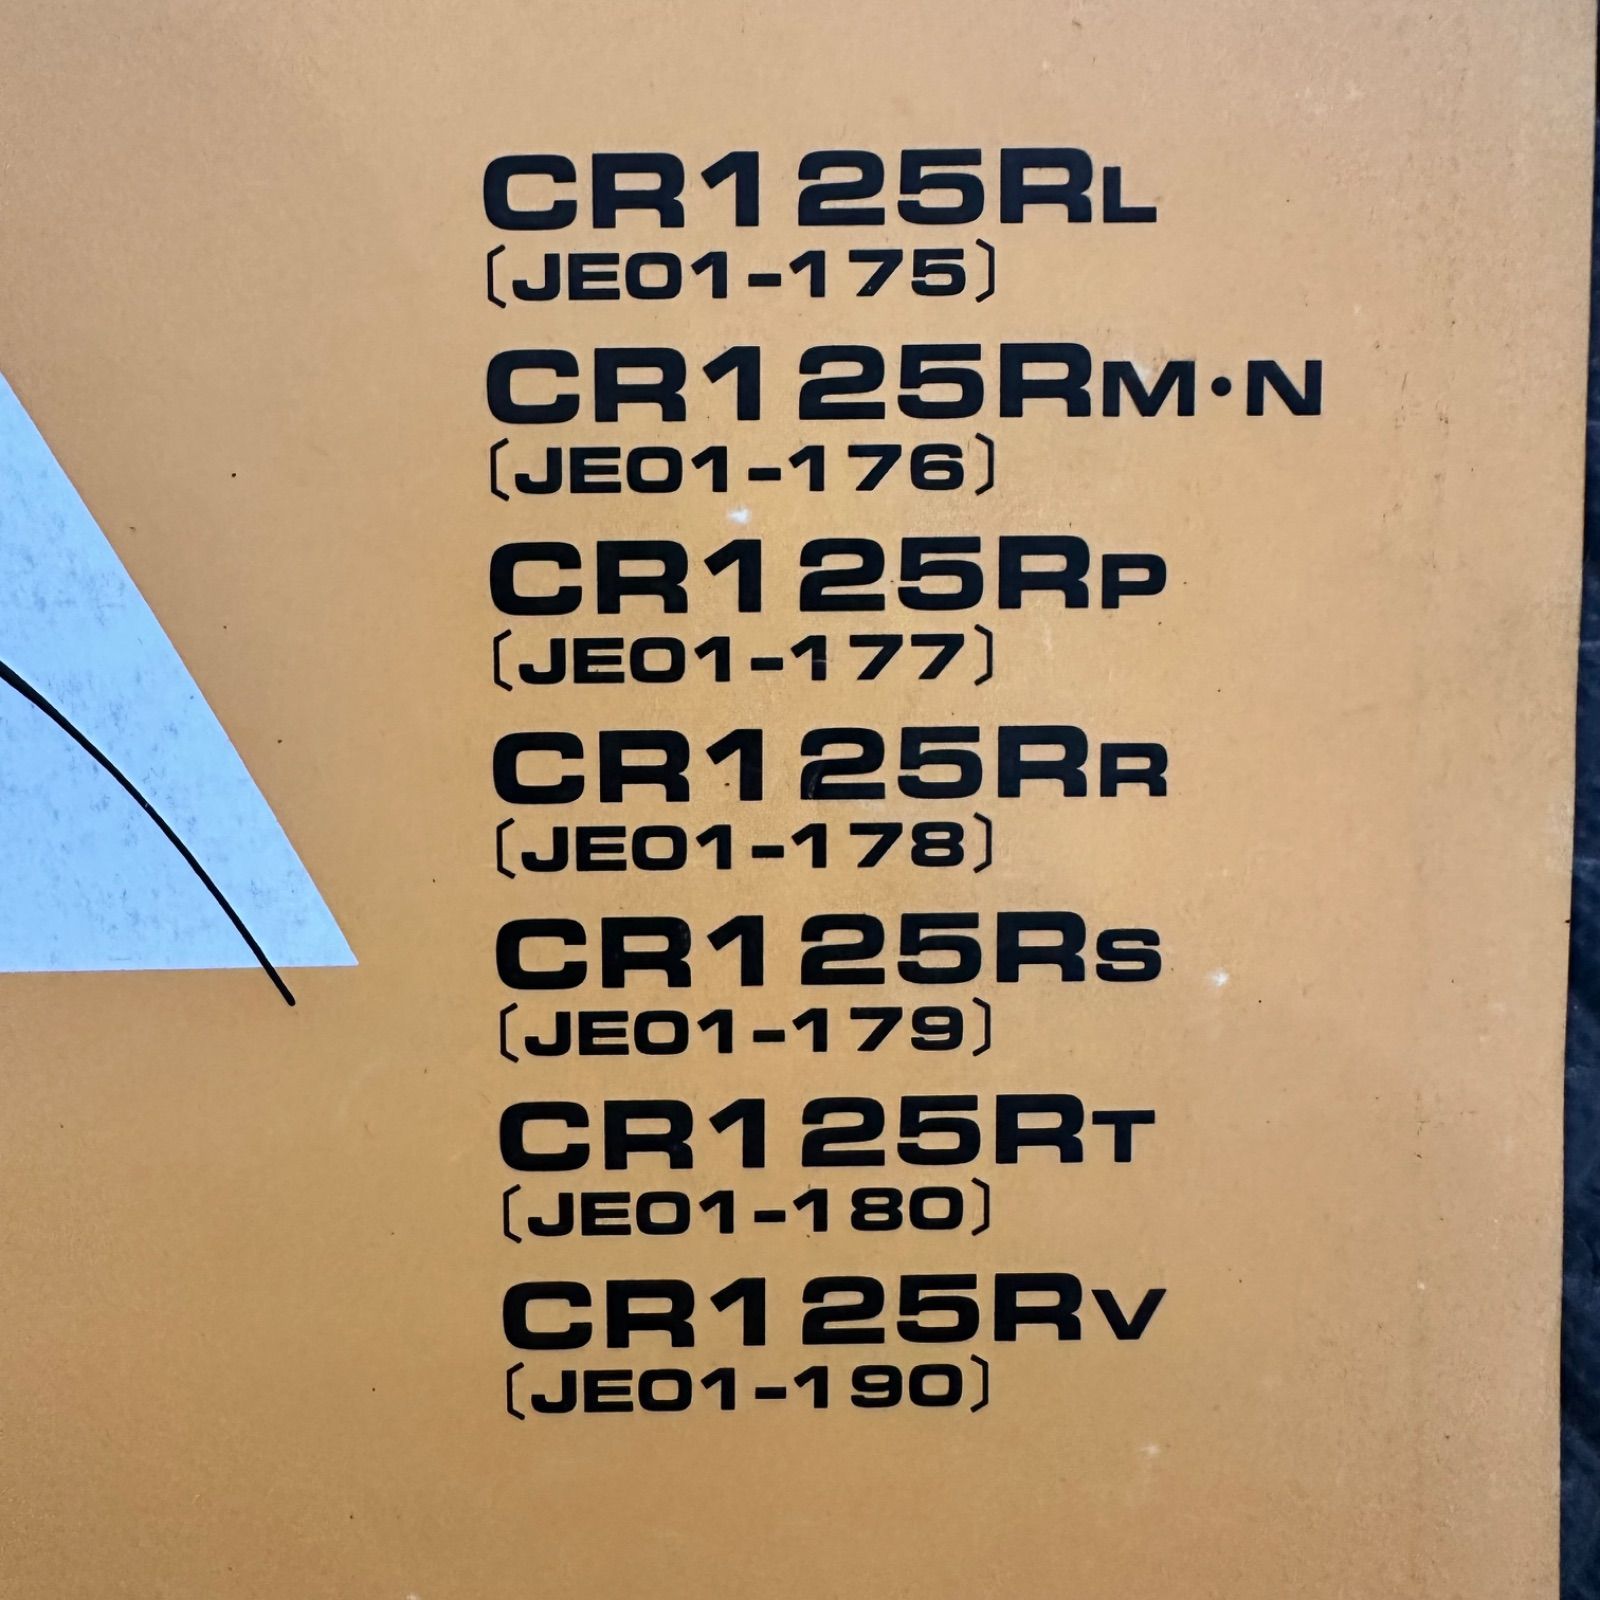 CR125RL
〔JE01-175〕
CR125RM·N
〔JE01-176〕
CR125RP
〔JE01-177〕
CR125RR
〔JE01-178〕
CR125RS
〔JE01-179〕
CR125RT
〔JE01-180〕
CR125RV
〔JE01-190〕